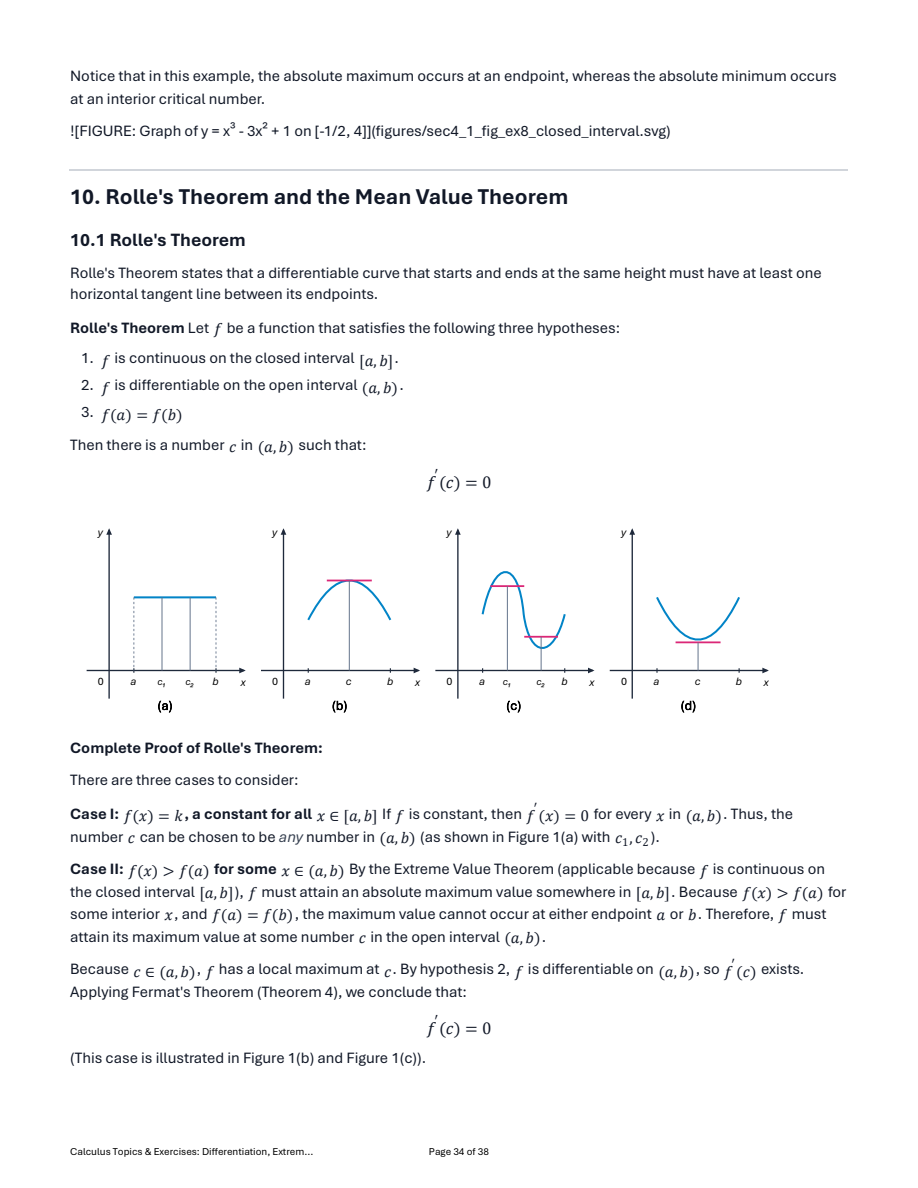 Notice that in this example, the absolute maximum occurs at an endpoint, whereas the absolute minimum occurs
at an interior critical number.
![FIGURE: Graph of y = x³ - 3x² + 1 on [-1/2, 4]](figures/sec4_1_fig_ex8_closed_interval.svg)
10. Rolle's Theorem and the Mean Value Theorem
10.1 Rolle's Theorem
Rolle's Theorem states that a differentiable curve that starts and ends at the same height must have at least one
horizontal tangent line between its endpoints.
Rolle's Theorem Let f be a function that satisfies the following three hypotheses:
1. f is continuous on the closed interval [a, b].
2. f is differentiable on the open interval (a, b).
3. f(a) = f(b)
Then there is a number c in (a, b) such that:
f′(c) = 0
y y y y
0 a c₁ c₂ b x 0 a c b x 0 a c₁ c₂ b x 0 a c b x
(a) (b) (c) (d)
Complete Proof of Rolle's Theorem:
There are three cases to consider:
Case I: f(x) = k, a constant for all x ∈ [a, b] If f is constant, then f′(x) = 0 for every x in (a, b). Thus, the
number c can be chosen to be any number in (a, b) (as shown in Figure 1(a) with c₁, c₂).
Case II: f(x) > f(a) for some x ∈ (a, b) By the Extreme Value Theorem (applicable because f is continuous on
the closed interval [a, b]), f must attain an absolute maximum value somewhere in [a, b]. Because f(x) > f(a) for
some interior x, and f(a) = f(b), the maximum value cannot occur at either endpoint a or b. Therefore, f must
attain its maximum value at some number c in the open interval (a, b).
Because c ∈ (a, b), f has a local maximum at c. By hypothesis 2, f is differentiable on (a, b), so f′(c) exists.
Applying Fermat's Theorem (Theorem 4), we conclude that:
f′(c) = 0
(This case is illustrated in Figure 1(b) and Figure 1(c)).
Calculus Topics & Exercises: Differentiation, Extrem... Page 34 of 38